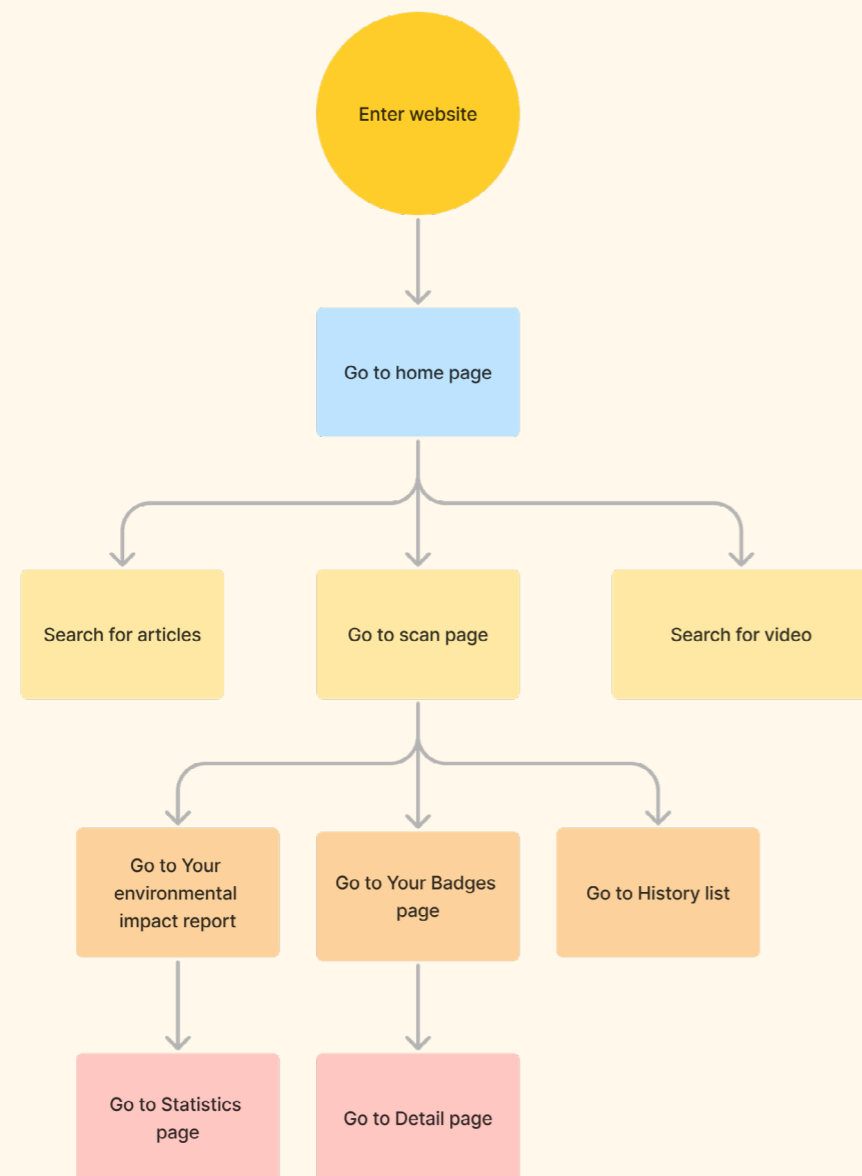 Enter website
Go to home page
Search for articles
Go to scan page
Search for video
Go to Your
environmental
impact report
Go to Your Badges
page
Go to History list
Go to Statistics
page
Go to Detail page